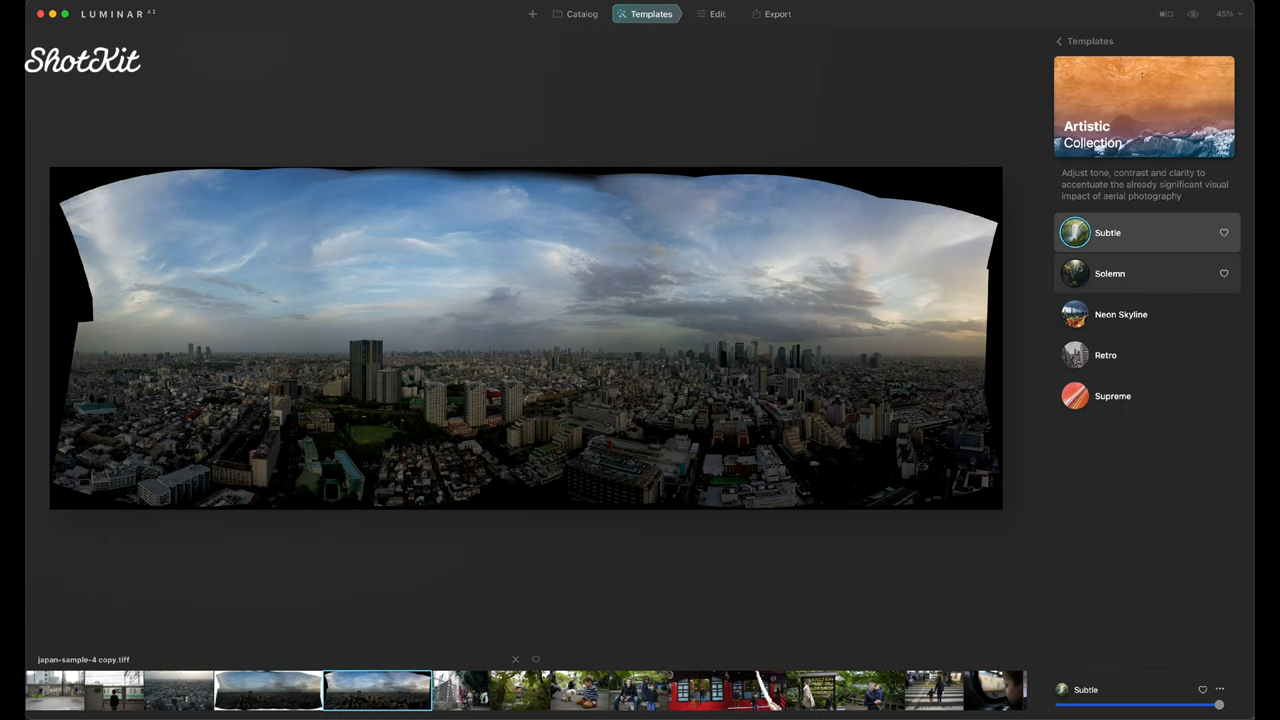 LUMINAR AI
Catalog
Templates
Edit
Export
45%
ShotKit
Templates
Artistic
Collection
Adjust tone, contrast and clarity to
accentuate the already significant visual
impact of aerial photography
Subtle
Solemn
Neon Skyline
Retro
Supreme
japan-sample-4 copy.tiff
Subtle